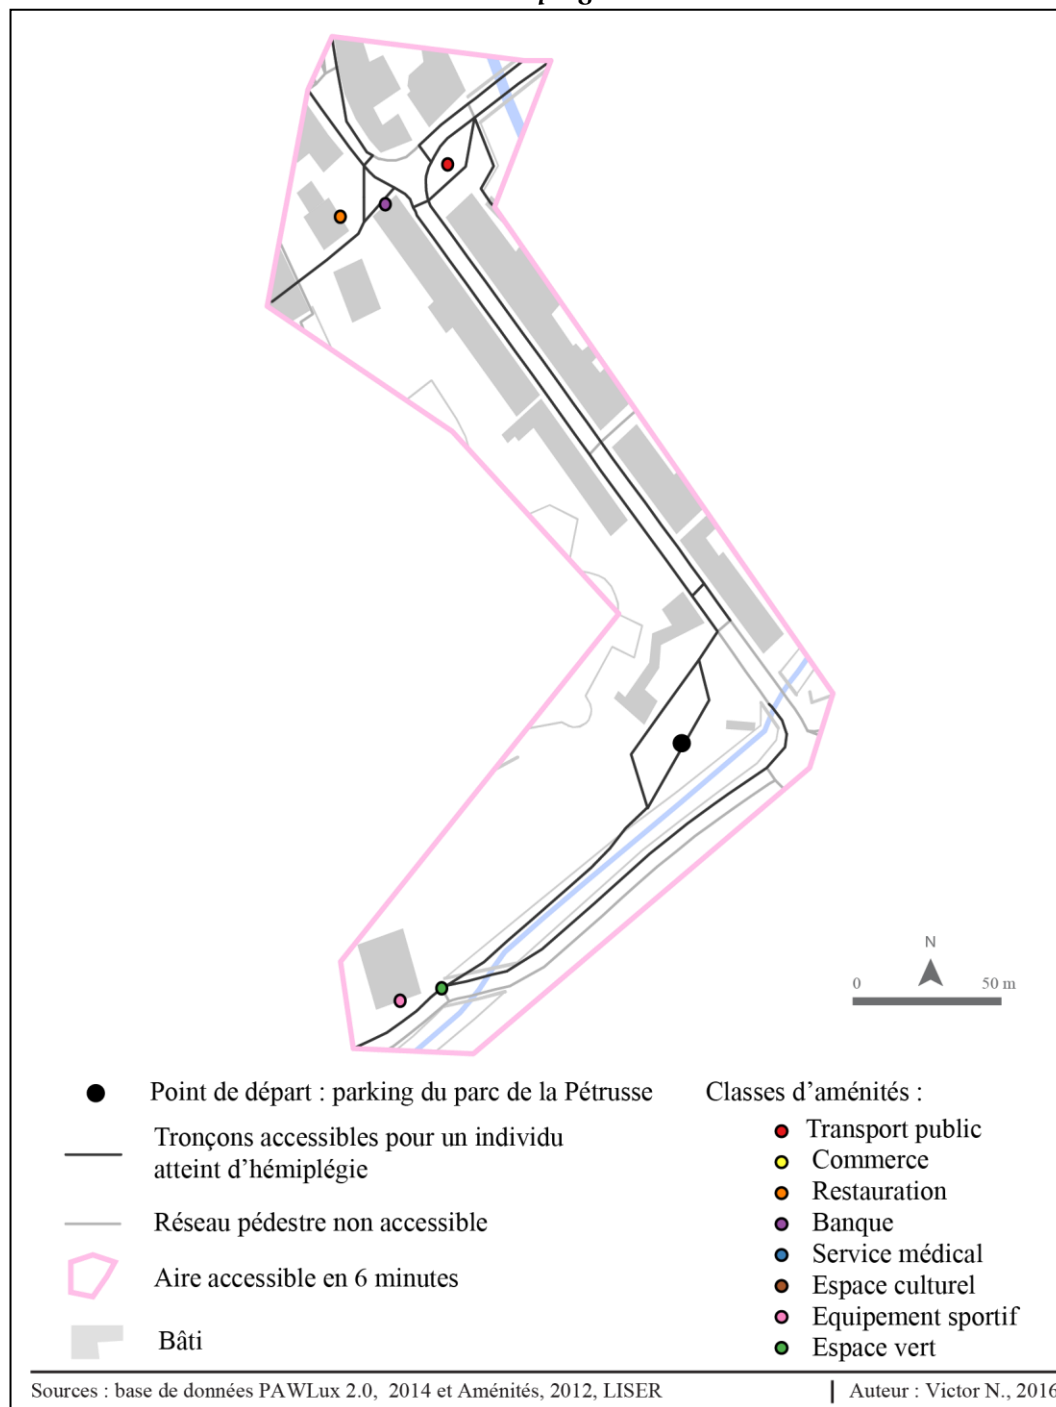 N
0
50 m
Point de départ : parking du parc de la Pétrusse
Tronçons accessibles pour un individu
atteint d'hémiplégie
Réseau pédestre non accessible
Aire accessible en 6 minutes
Bâti
Classes d'aménités :
Transport public
Commerce
Restauration
Banque
Service médical
Espace culturel
Equipement sportif
Espace vert
Sources : base de données PAWLux 2.0, 2014 et Aménités, 2012, LISER
Auteur : Victor N., 2016